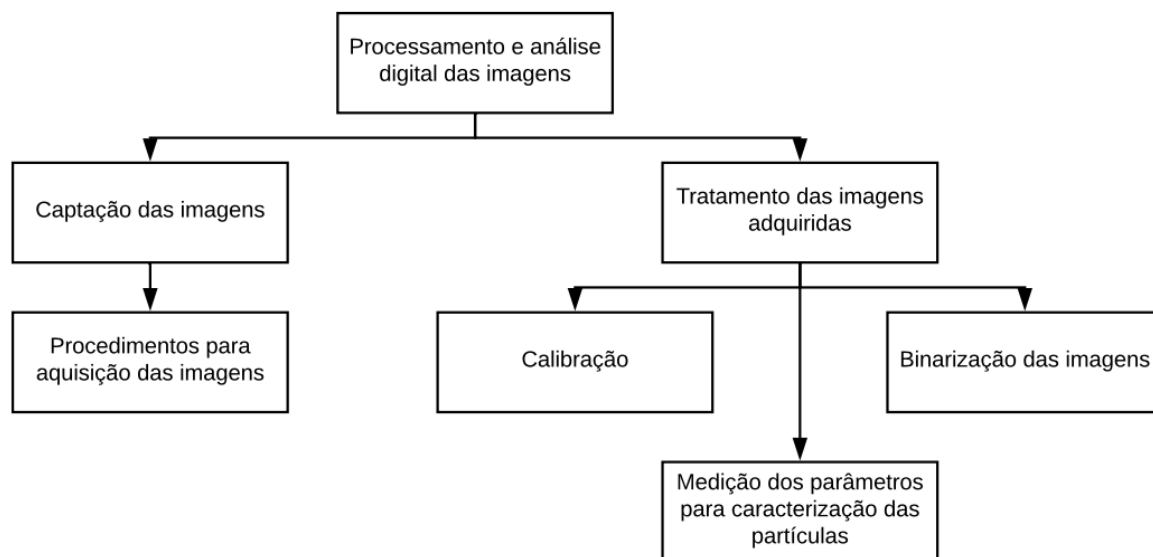 Processamento e análise
digital das imagens
Captação das imagens
Tratamento das imagens
adquiridas
Procedimentos para
aquisição das imagens
Calibração
Binarização das imagens
Medição dos parâmetros
para caracterização das
partículas